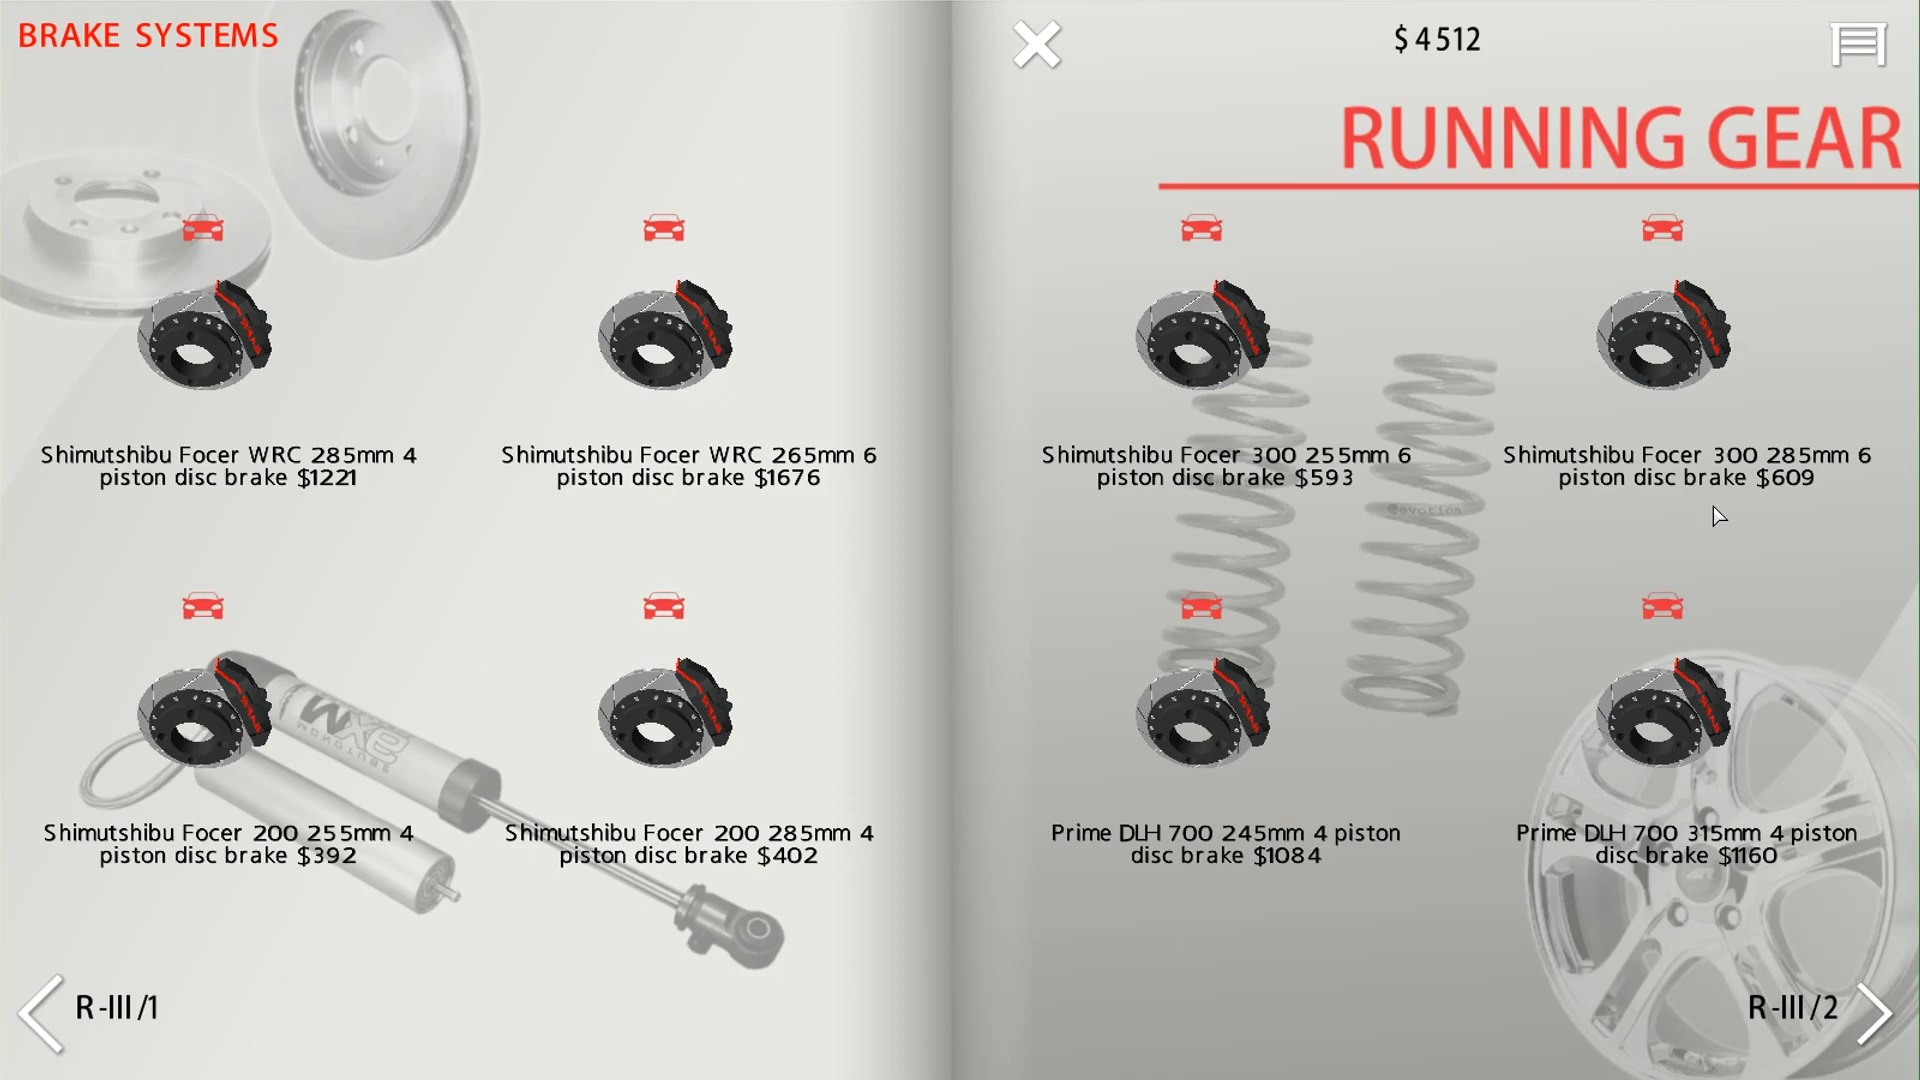 BRAKE SYSTEMS
$ 4512
RUNNING GEAR
Shimutshibu Focer WRC 285mm 4
piston disc brake $1221
Shimutshibu Focer WRC 265mm 6
piston disc brake $1676
Shimutshibu Focer 300 255mm 6
piston disc brake $593
Shimutshibu Focer 300 285mm 6
piston disc brake $609
Shimutshibu Focer 200 255mm 4
piston disc brake $392
Shimutshibu Focer 200 285mm 4
piston disc brake $402
Prime DLH 700 245mm 4 piston
disc brake $1084
Prime DLH 700 315mm 4 piston
disc brake $1160
R-III/1
R-III/2